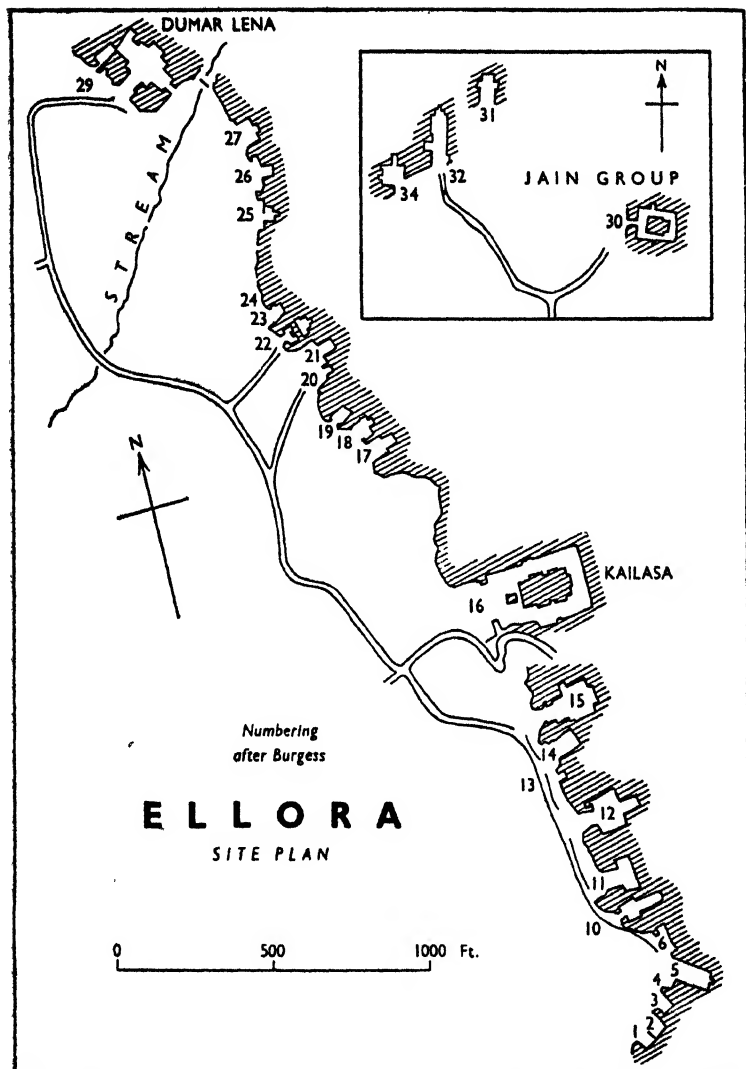 DUMAR LENA
29
STREAM
27
26
25
24
23
22
21
20
19
18
17
N
N
31
32
34
JAIN GROUP
30
16
KAILASA
15
14
13
12
11
10
6
5
4
3
2
1
Numbering
after Burgess
ELLORA
SITE PLAN
0 500 1000 Ft.